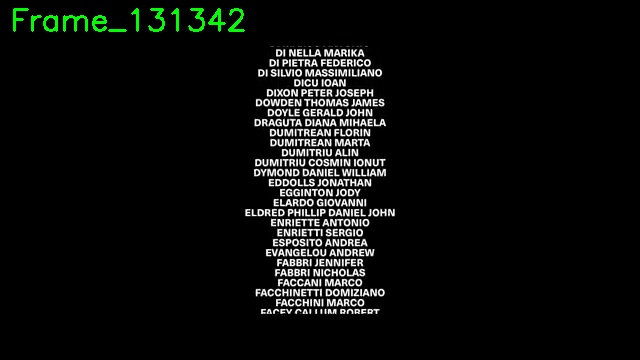 Frame_131342
DI NELLA MARIKA
DI PIETRA FEDERICO
DI SILVIO MASSIMILIANO
DICU IOAN
DIXON PETER JOSEPH
DOWDEN THOMAS JAMES
DOYLE GERALD JOHN
DRAGUTA DIANA MIHAELA
DUMITREAN FLORIN
DUMITREAN MARTA
DUMITRIU ALIN
DUMITRIU COSMIN IONUT
DYMOND DANIEL WILLIAM
EDDOLLS JONATHAN
EGGINTON JODY
ELARDO GIOVANNI
ELDRED PHILLIP DANIEL JOHN
ENRIETTE ANTONIO
ENRIETTI SERGIO
ESPOSITO ANDREA
EVANGELOU ANDREW
FABBRI JENNIFER
FABBRI NICHOLAS
FACCANI MARCO
FACCHINETTI DOMIZIANO
FACCHINI MARCO
FACEY CALLUM ROBERT